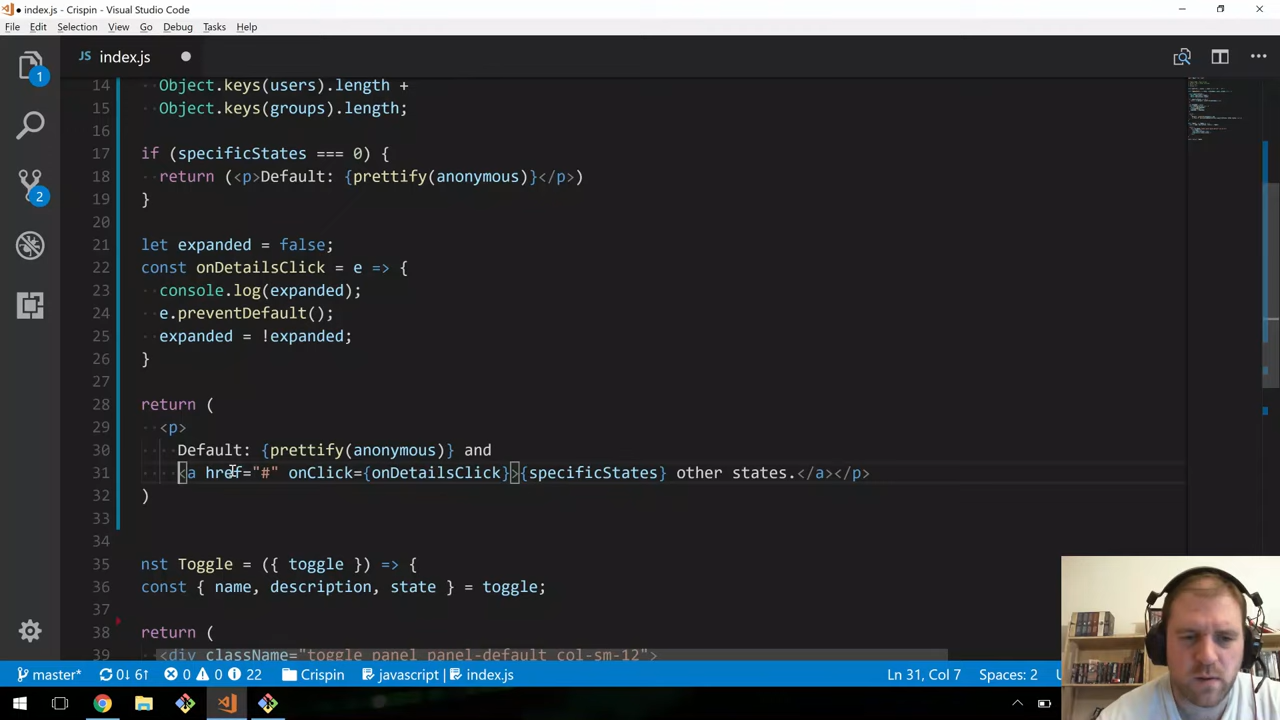 ● index.js - Crispin - Visual Studio Code
File Edit Selection View Go Debug Tasks Help
JS index.js ●
1
2
14 Object.keys(users).length +
15 Object.keys(groups).length;
16
17 if (specificStates === 0) {
18 return (<p>Default: {prettify(anonymous)}</p>)
19 }
20
21 let expanded = false;
22 const onDetailsClick = e => {
23 console.log(expanded);
24 e.preventDefault();
25 expanded = !expanded;
26 }
27
28 return (
29 <p>
30 Default: {prettify(anonymous)} and
31 <a href="#" onClick={onDetailsClick}>{specificStates} other states.</a></p>
32 )
33
34
35 nst Toggle = ({ toggle }) => {
36 const { name, description, state } = toggle;
37
38 return (
39 <div className="toggle panel panel-default col-sm-12">
master* 0↓ 6↑ 0 0 22 Crispin javascript index.js Ln 31, Col 7 Spaces: 2